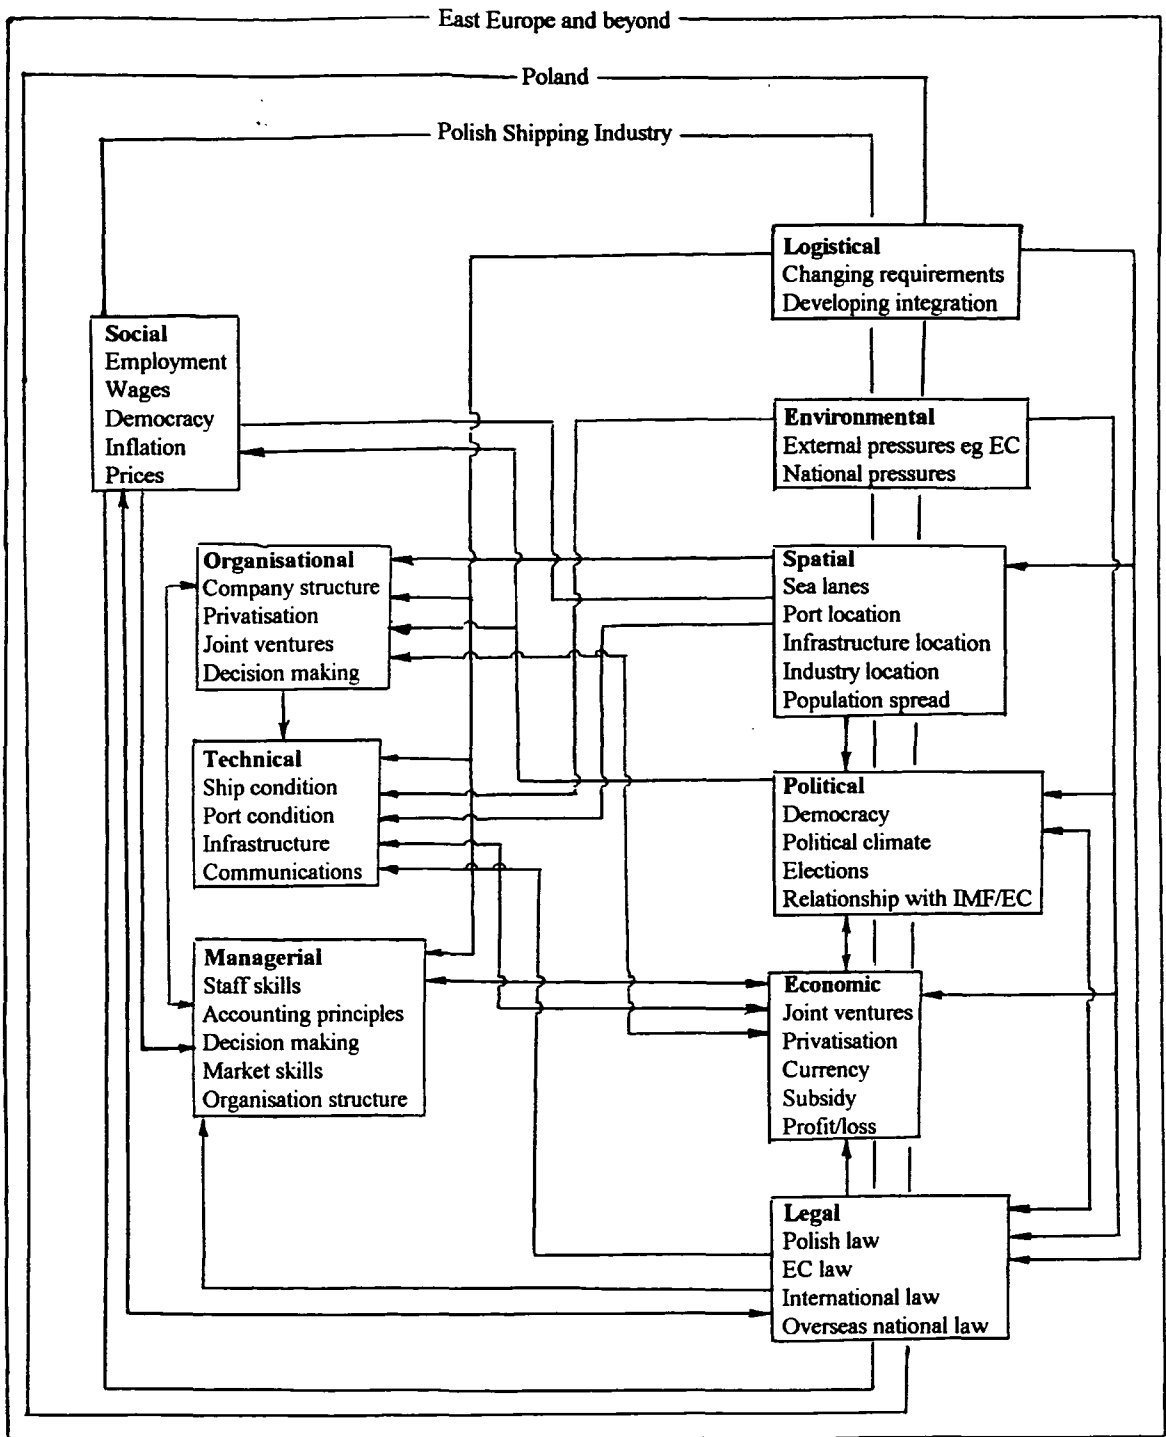 East Europe and beyond
Poland
Polish Shipping Industry
Logistical
Changing requirements
Developing integration
Social
Employment
Wages
Democracy
Inflation
Prices
Environmental
External pressures eg EC
National pressures
Organisational
Company structure
Privatisation
Joint ventures
Decision making
Spatial
Sea lanes
Port location
Infrastructure location
Industry location
Population spread
Technical
Ship condition
Port condition
Infrastructure
Communications
Political
Democracy
Political climate
Elections
Relationship with IMF/EC
Managerial
Staff skills
Accounting principles
Decision making
Market skills
Organisation structure
Economic
Joint ventures
Privatisation
Currency
Subsidy
Profit/loss
Legal
Polish law
EC law
International law
Overseas national law